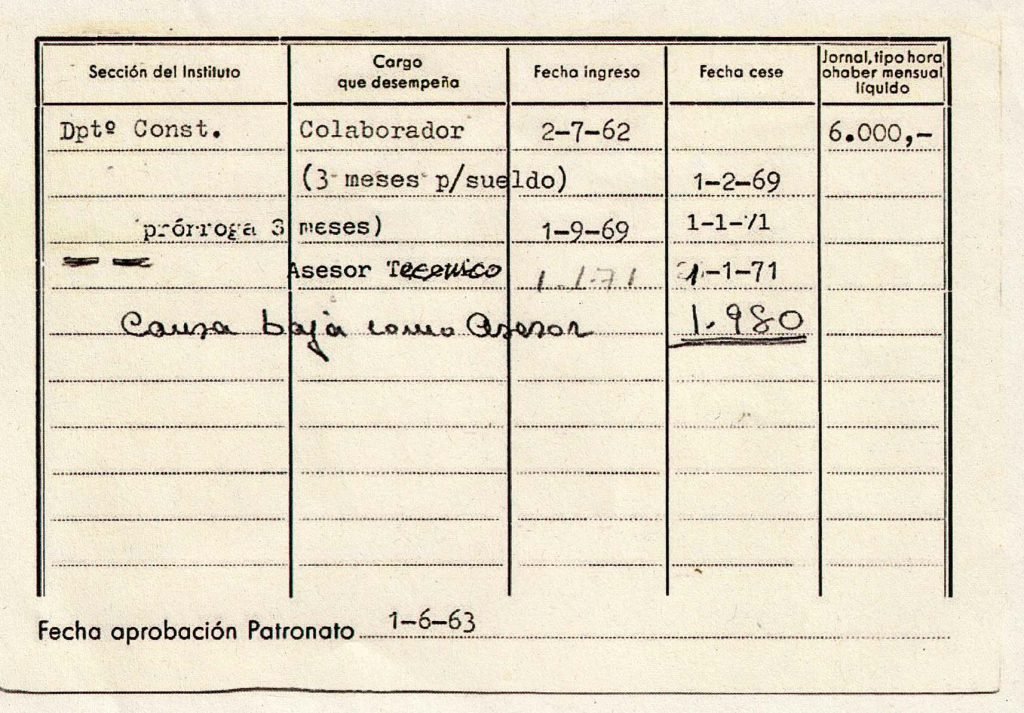 Sección del Instituto Cargo que desempeña Fecha ingreso Fecha cese Jornal, tipo hora ohaber mensual líquido
Dptº Const. Colaborador 2-7-62 6.000,-
(3 meses p/sueldo) 1-2-69
prórroga 3 meses) 1-9-69 1-1-71
Asesor Tecnico 1.1.71 1-1-71
Causa baja como Asesor 1.980
Fecha aprobación Patronato 1-6-63